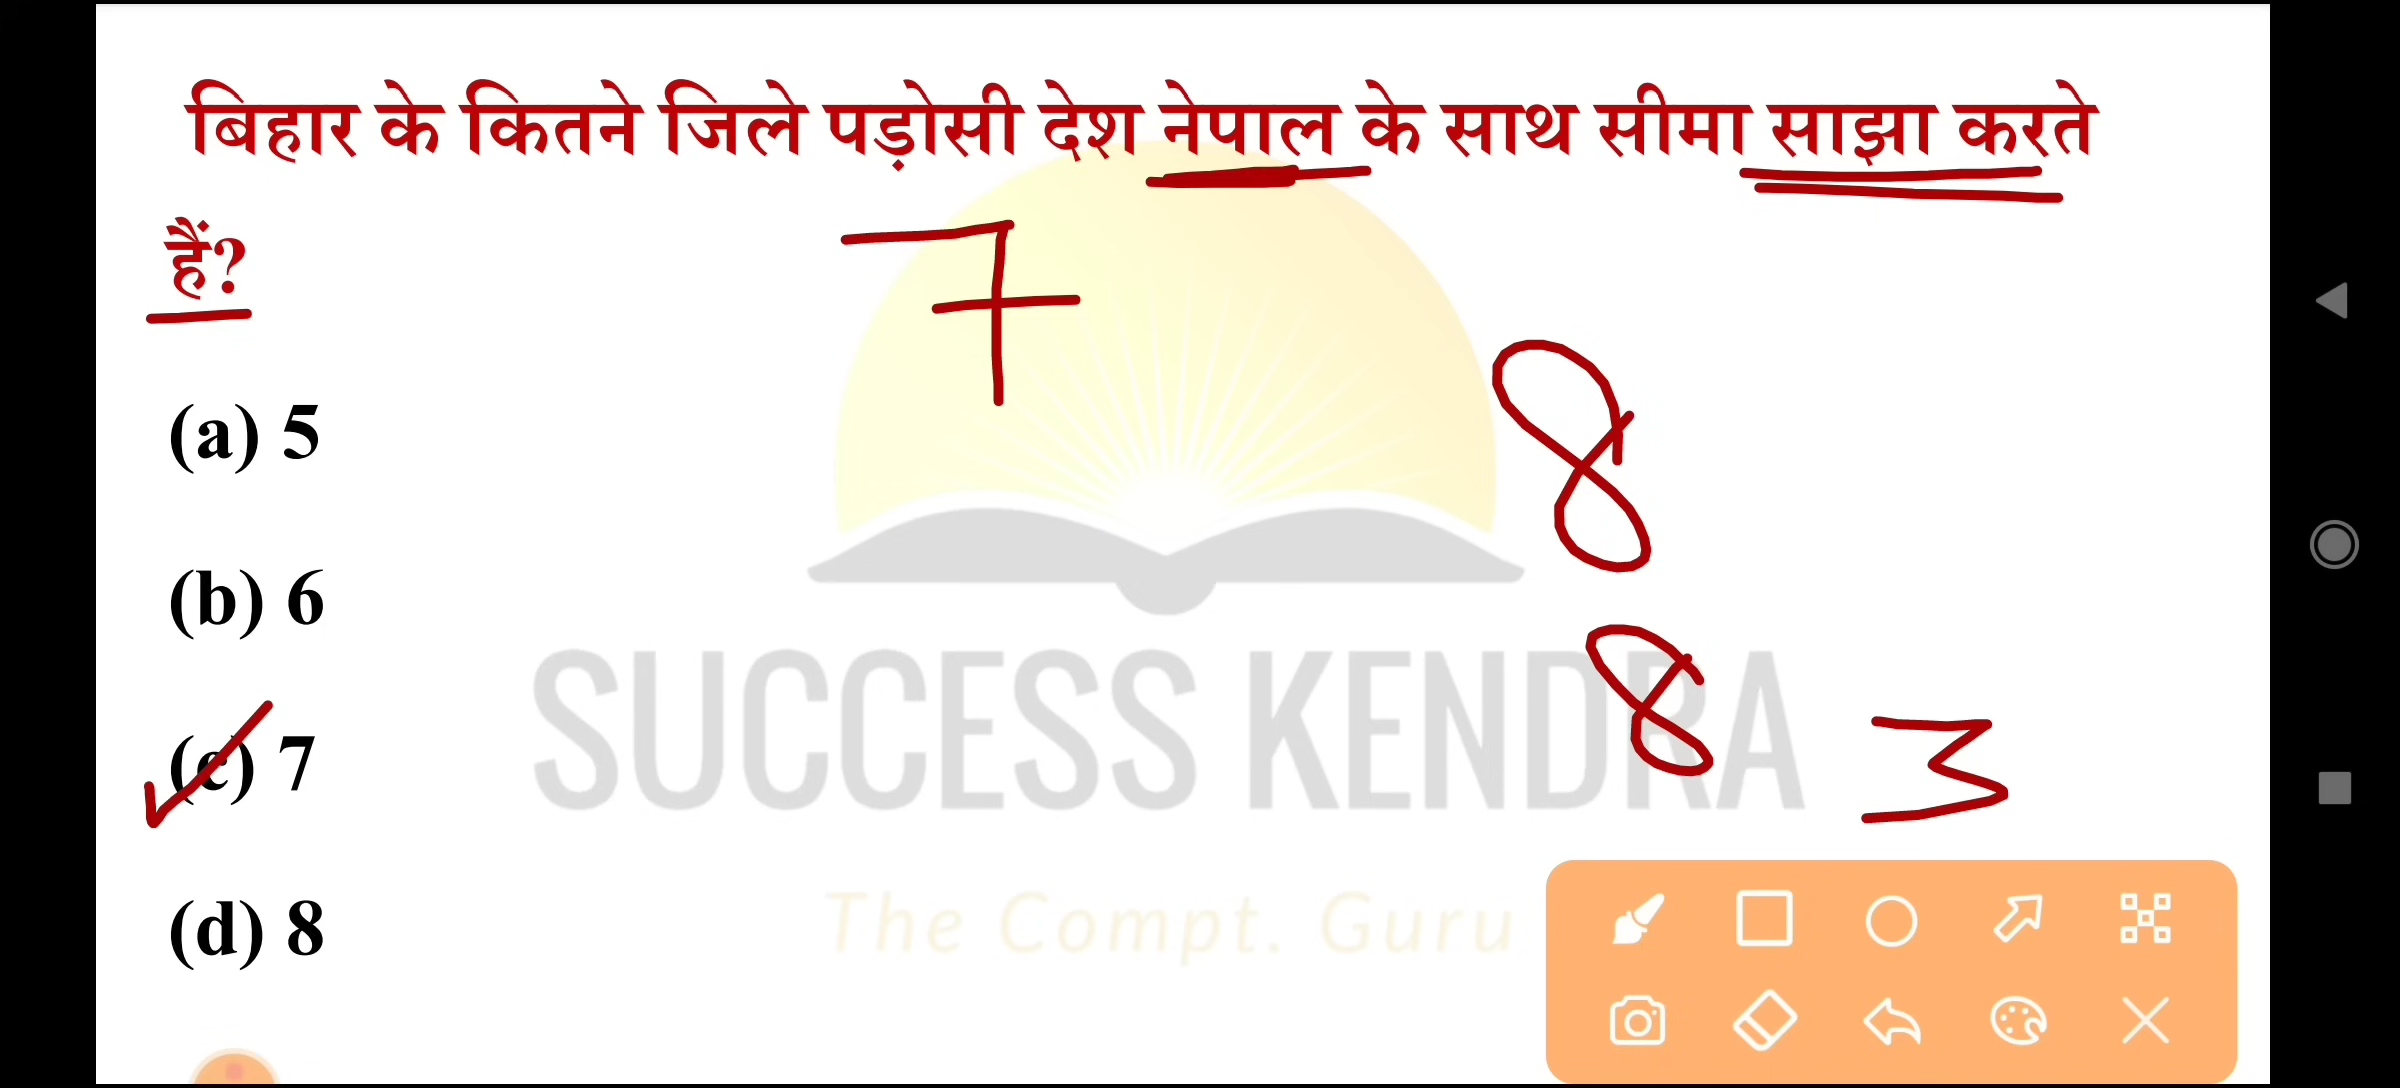 बिहार के कितने जिले पड़ोसी देश नेपाल के साथ सीमा साझा करते
हैं?
7
8
(a) 5
(b) 6
8
3
(c) 7
(d) 8
SUCCESS KENDRA
The Compt. Guru